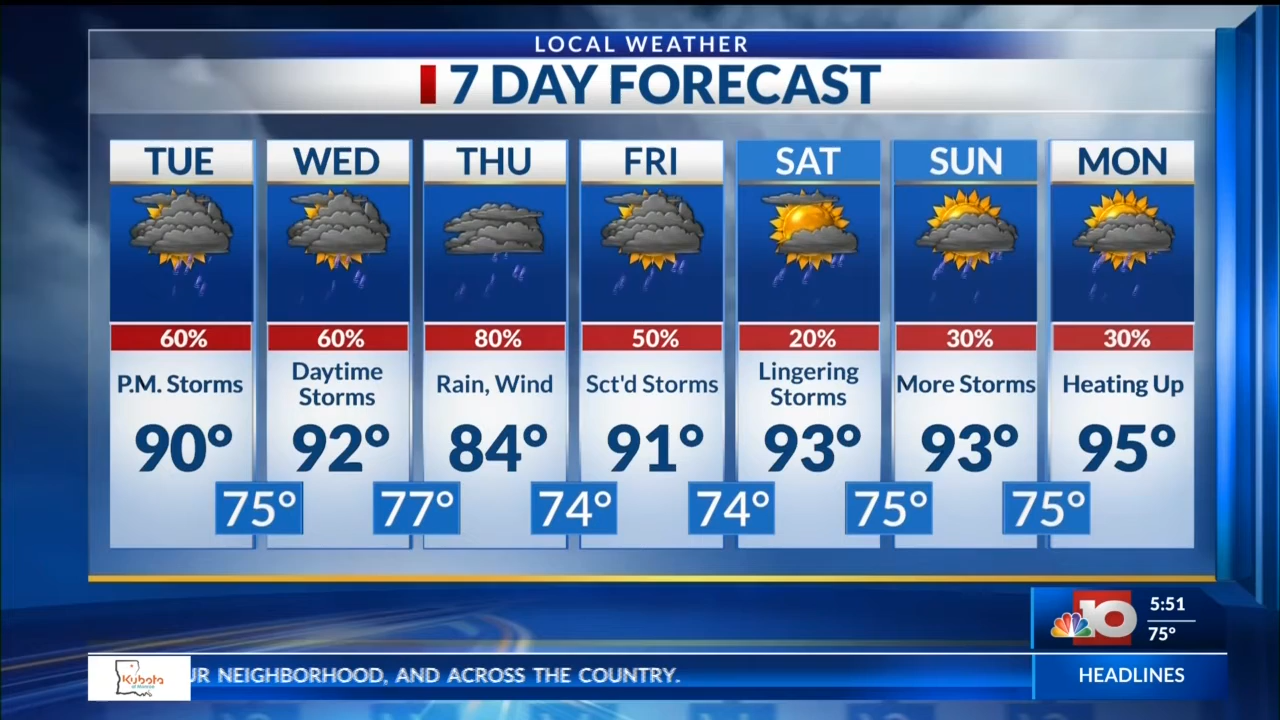 LOCAL WEATHER
7 DAY FORECAST
TUE WED THU FRI SAT SUN MON
60% 60% 80% 50% 20% 30% 30%
P.M. Storms
Daytime
Storms
Rain, Wind
Sct'd Storms
Lingering
Storms
More Storms
Heating Up
90° 92° 84° 91° 93° 93° 95°
75° 77° 74° 74° 75° 75°
10
5:51
75°
Kubota
of Monroe
UR NEIGHBORHOOD, AND ACROSS THE COUNTRY.
HEADLINES